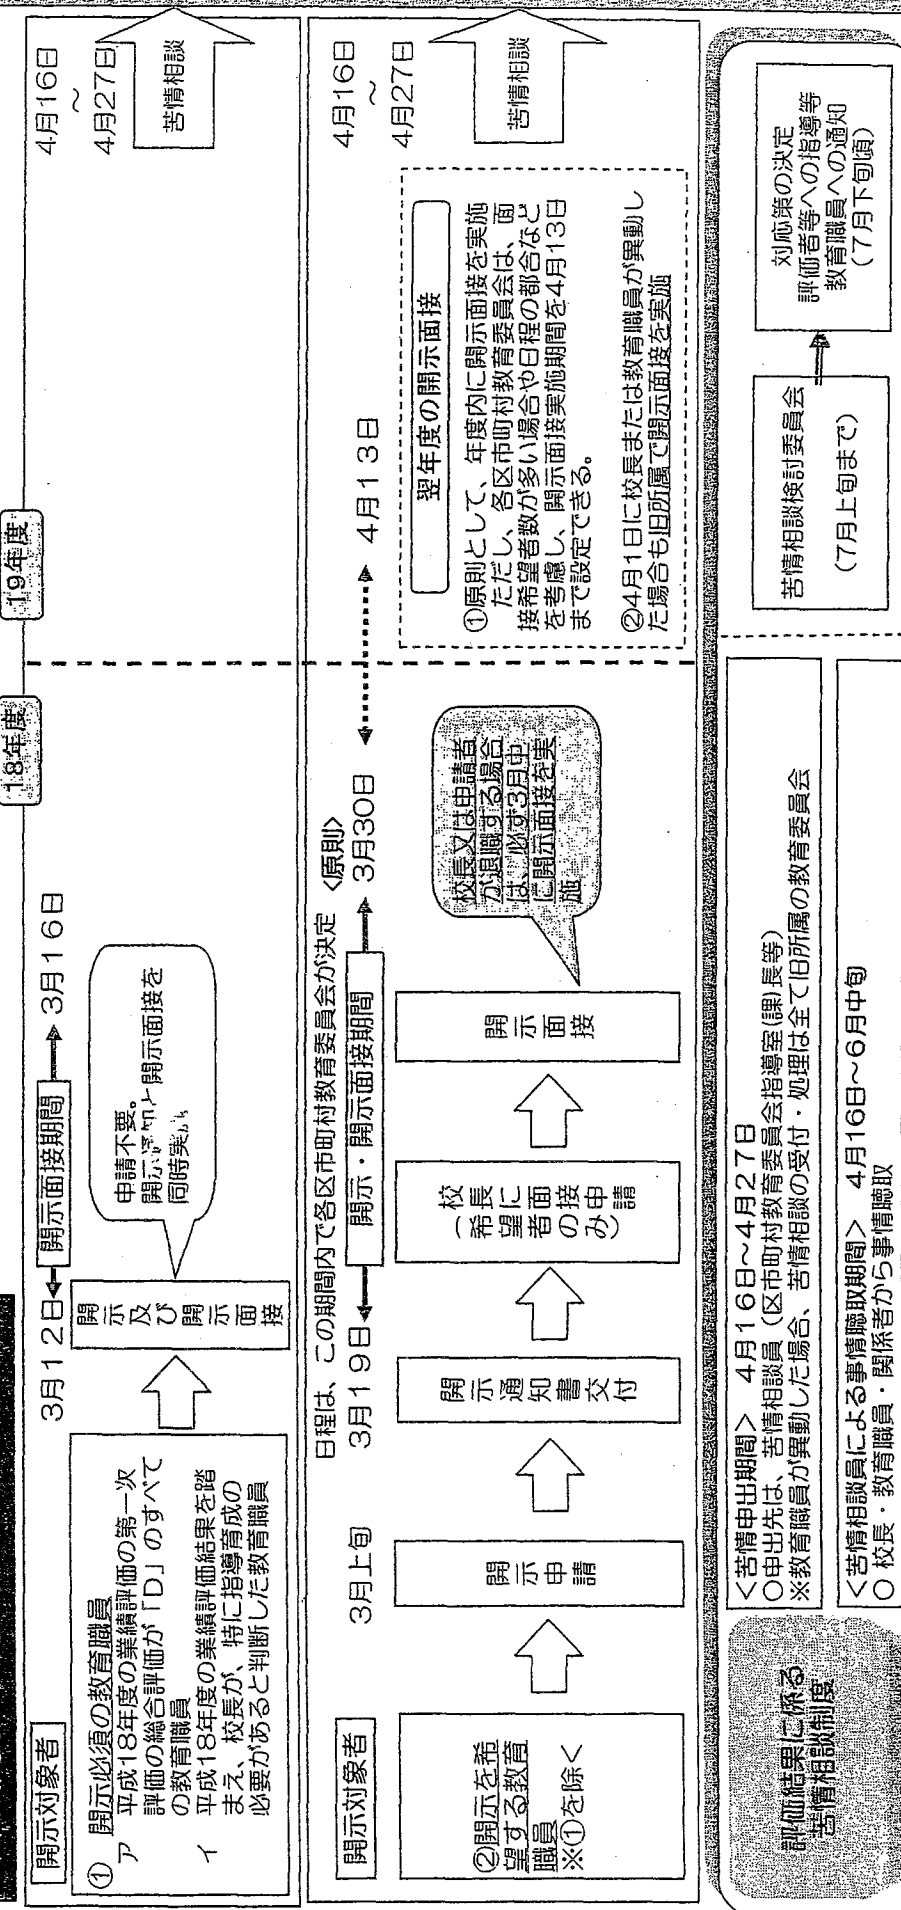 18年度
19年度
開示対象者
① 開示必須の教育職員
ア 平成18年度の業績評価の第一次
評価の総合評価が「D」のすべて
の教育職員
イ 平成18年度の業績評価結果を踏
まえ、校長が、特に指導育成の
必要があると判断した教育職員
3月12日
開示面接期間
3月16日
開示及び開示面接
申請不要。
開示通知と開示面接を
同時実施
4月16日
~
4月27日
苦情相談
開示対象者
②開示を希
望する教育
職員
※①を除く
日程は、この期間内で各区市町村教育委員会が決定
3月上旬
3月19日
開示・開示面接期間
<原則>
3月30日
4月13日
開示申請
開示通知書交付
校長に面接申請
(希望者のみ)
開示面接
校長又は申請者
が退職する場合
は、必ず3月中
に開示面接を実
施
翌年度の開示面接
①原則として、年度内に開示面接を実施
ただし、各区市町村教育委員会は、面
接希望者数が多い場合や日程の都合など
を考慮し、開示面接実施期間を4月13日
まで設定できる。
②4月1日に校長または教育職員が異動し
た場合も旧所属で開示面接を実施
4月16日
~
4月27日
苦情相談
評価結果に係る
苦情相談制度
<苦情申出期間> 4月16日~4月27日
○申出先は、苦情相談員(区市町村教育委員会指導室(課)長等)
※教育職員が異動した場合、苦情相談の受付・処理は全て旧所属の教育委員会
<苦情相談員による事情聴取期間> 4月16日~6月中旬
○ 校長・教育職員・関係者から事情聴取
苦情相談検討委員会
(7月上旬まで)
対応策の決定
評価者等への指導等
教育職員への通知
(7月下旬頃)